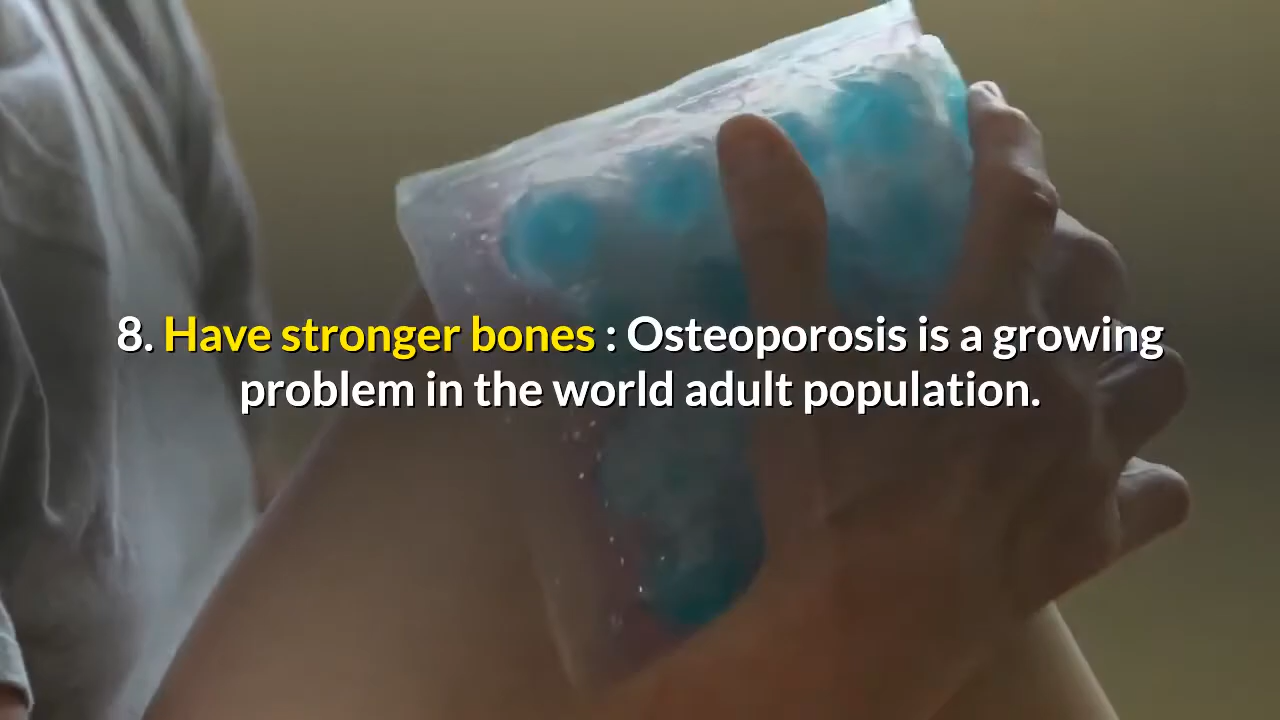 8. Have stronger bones : Osteoporosis is a growing
problem in the world adult population.